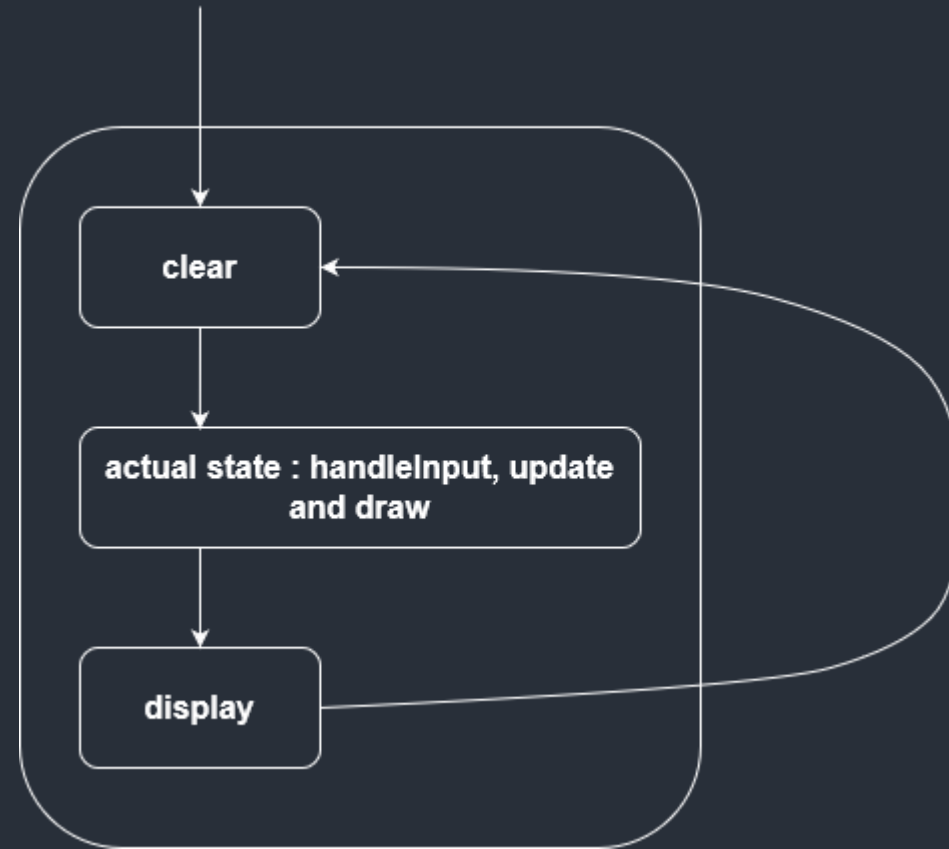 clear
actual state : handleInput, update
and draw
display